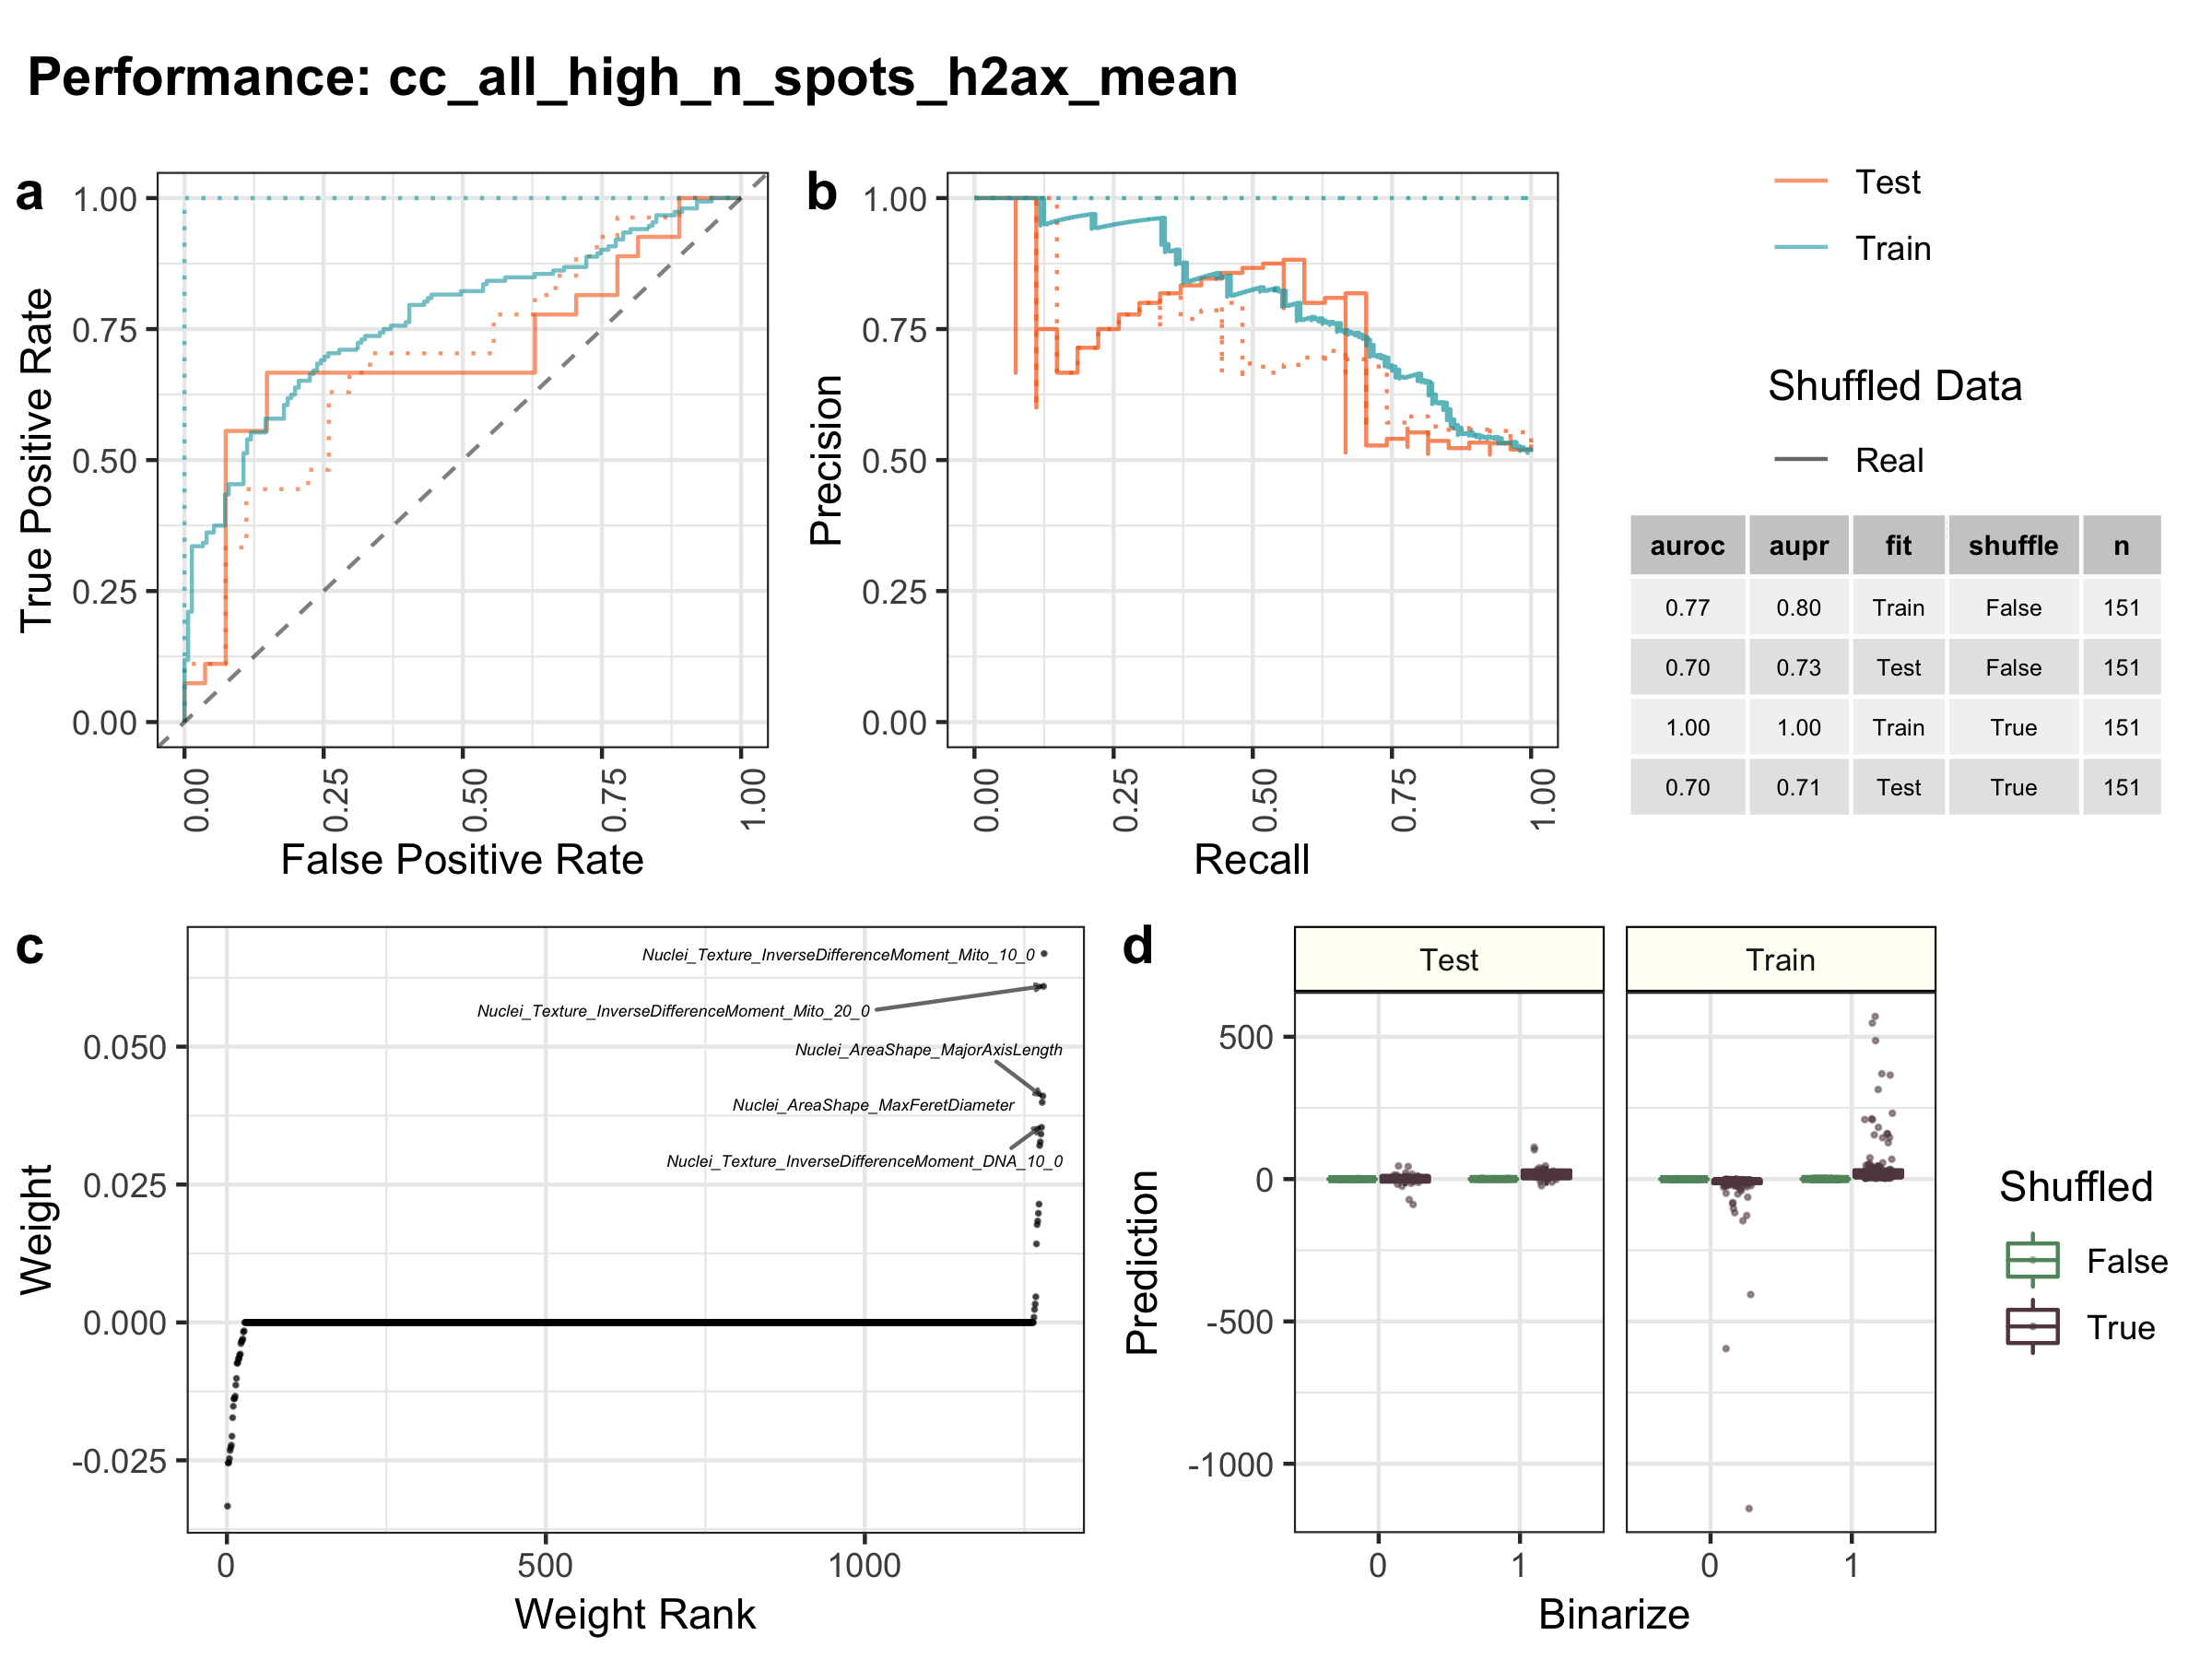 Performance: cc_all_high_n_spots_h2ax_mean
a
True Positive Rate
1.00
0.75
0.50
0.25
0.00
0.00
0.25
0.50
0.75
1.00
False Positive Rate
b
Precision
1.00
0.75
0.50
0.25
0.00
0.00
0.25
0.50
0.75
1.00
Recall
Test
Train
Shuffled Data
Real
auroc aupr fit shuffle n
0.77 0.80 Train False 151
0.70 0.73 Test False 151
1.00 1.00 Train True 151
0.70 0.71 Test True 151
c
Weight
0.050
0.025
0.000
-0.025
Nuclei_Texture_InverseDifferenceMoment_Mito_10_0
Nuclei_Texture_InverseDifferenceMoment_Mito_20_0
Nuclei_AreaShape_MajorAxisLength
Nuclei_AreaShape_MaxFeretDiameter
Nuclei_Texture_InverseDifferenceMoment_DNA_10_0
0
500
1000
Weight Rank
d
Test
Train
Prediction
500
0
-500
-1000
0
1
0
1
Binarize
Shuffled
False
True